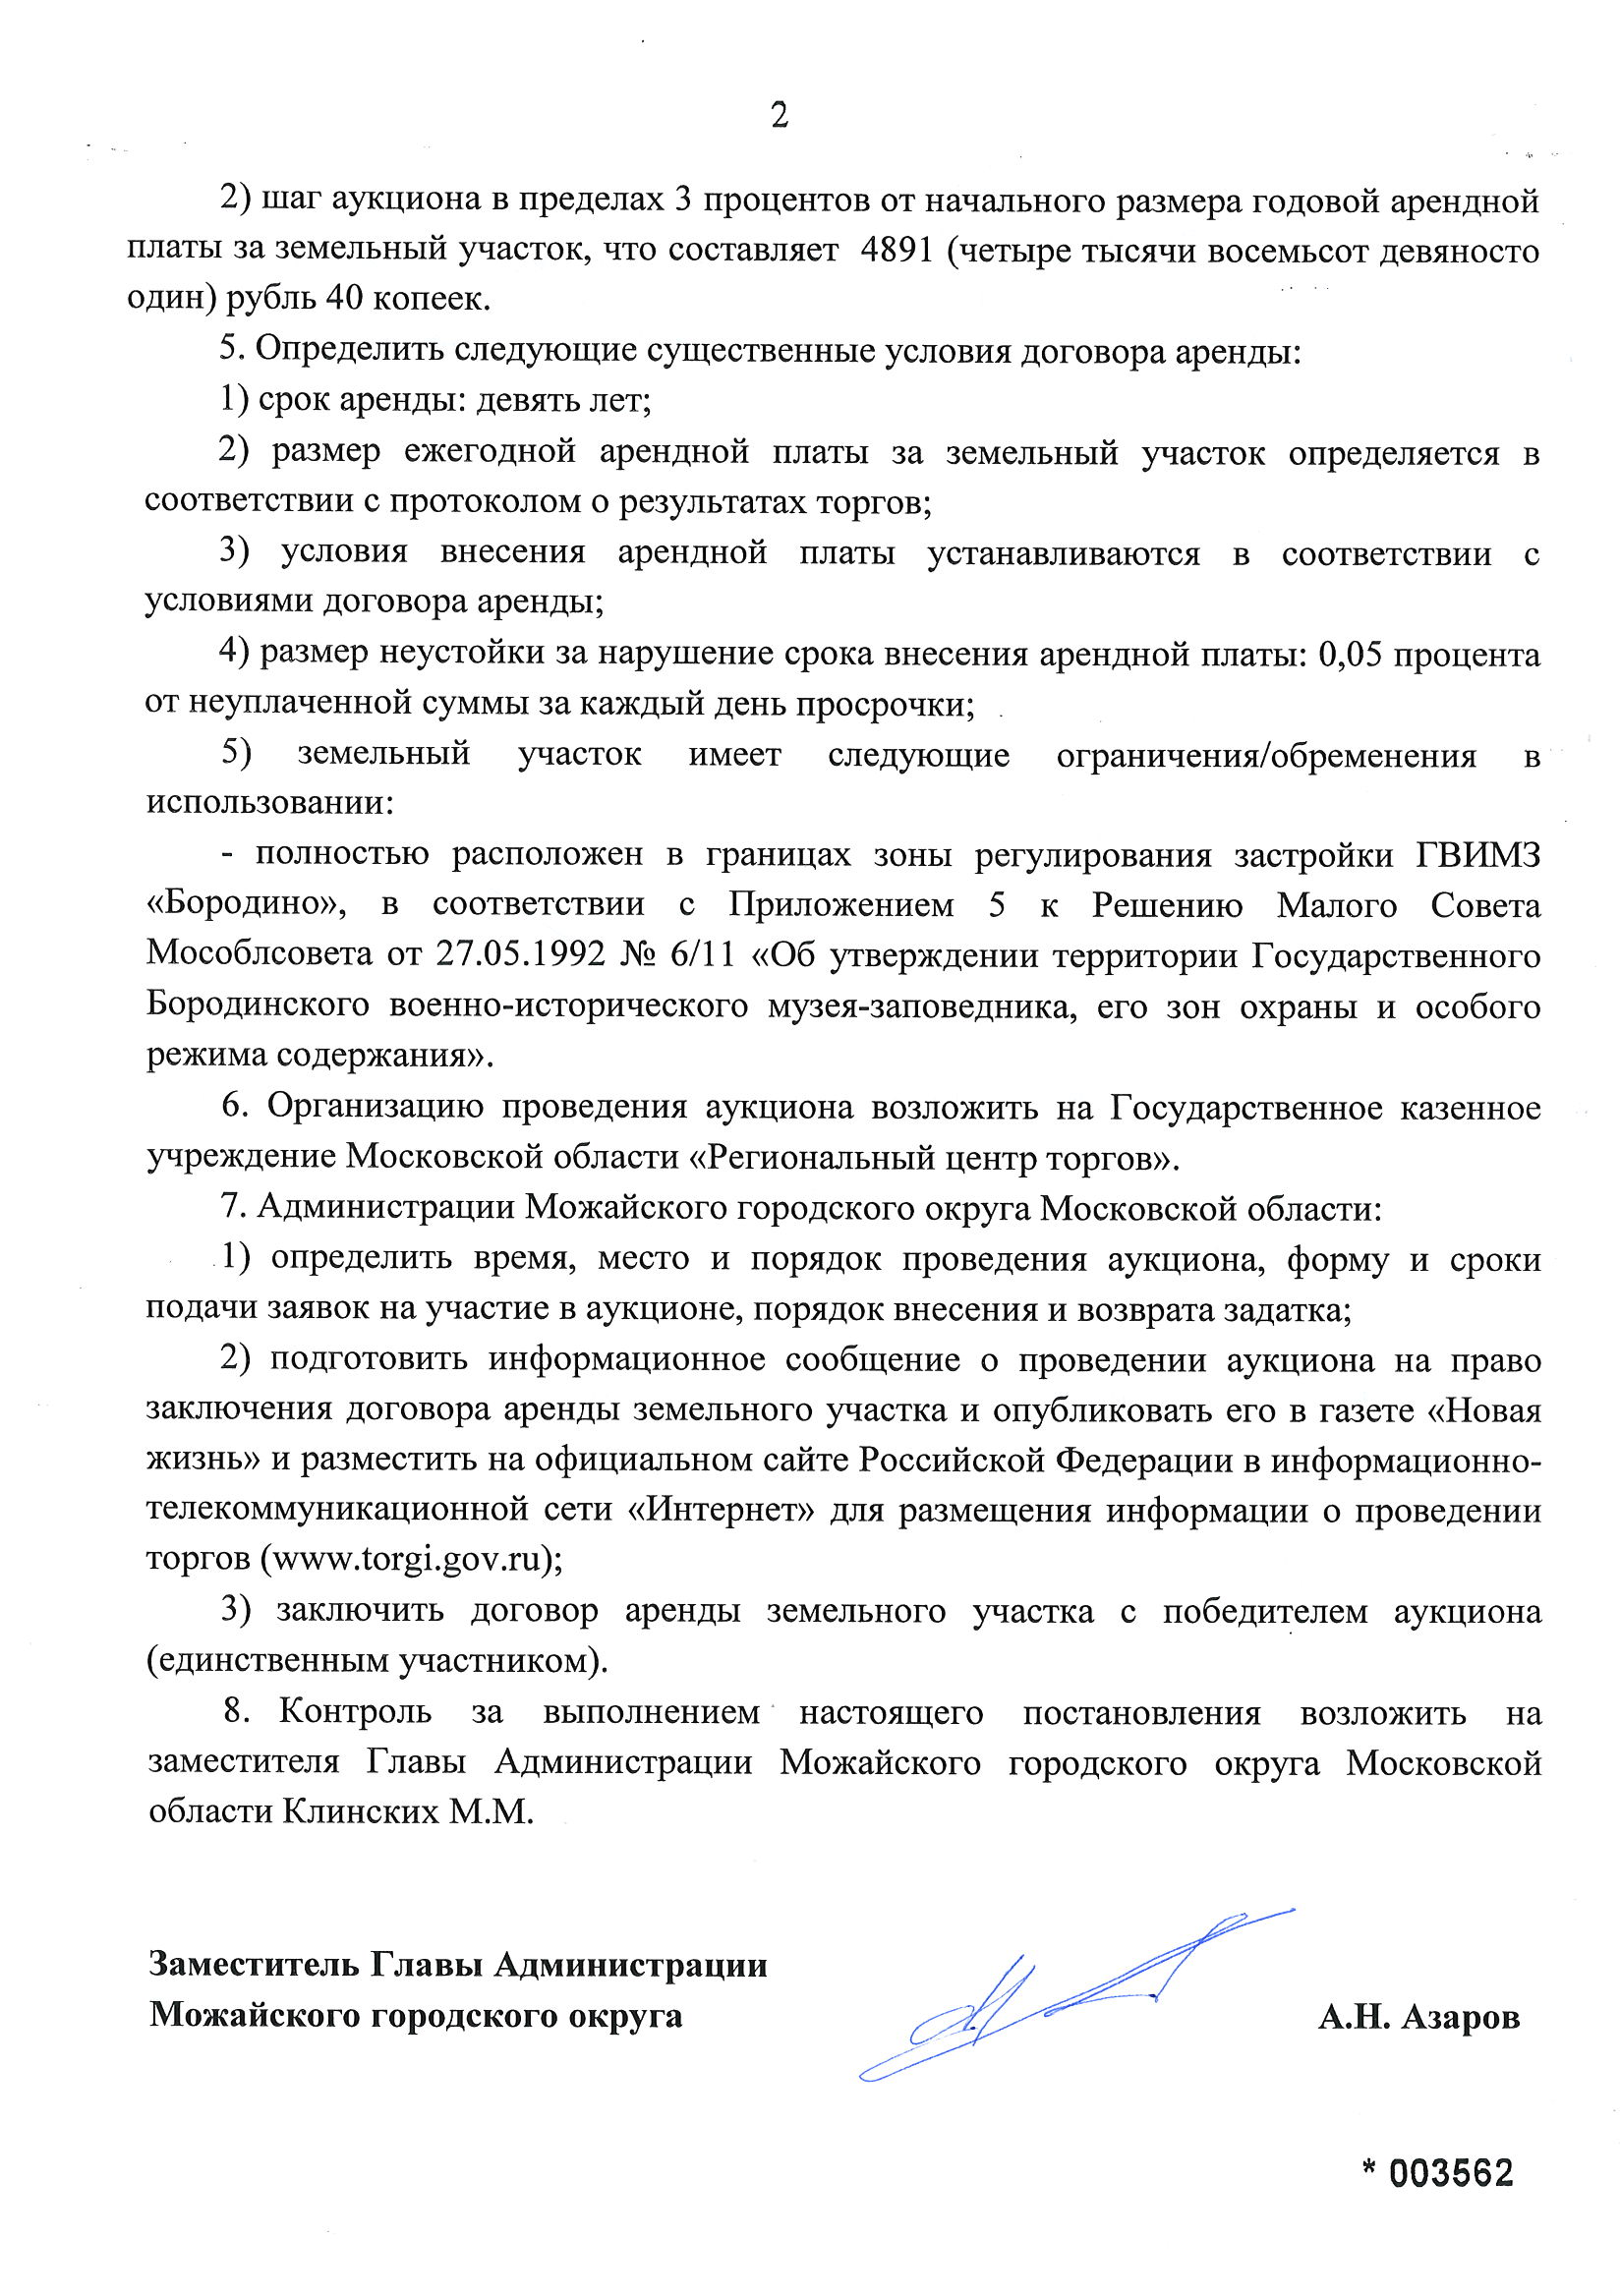 2
2) шаг аукциона в пределах 3 процентов от начального размера годовой арендной
платы за земельный участок, что составляет 4891 (четыре тысячи восемьсот девяносто
один) рубль 40 копеек.
5. Определить следующие существенные условия договора аренды:
1) срок аренды: девять лет;
2) размер ежегодной арендной платы за земельный участок определяется в
соответствии с протоколом о результатах торгов;
3) условия внесения арендной платы устанавливаются в соответствии с
условиями договора аренды;
4) размер неустойки за нарушение срока внесения арендной платы: 0,05 процента
от неуплаченной суммы за каждый день просрочки;
5) земельный участок имеет следующие ограничения/обременения в
использовании:
- полностью расположен в границах зоны регулирования застройки ГВИМЗ
«Бородино», в соответствии с Приложением 5 к Решению Малого Совета
Мособлсовета от 27.05.1992 № 6/11 «Об утверждении территории Государственного
Бородинского военно-исторического музея-заповедника, его зон охраны и особого
режима содержания».
6. Организацию проведения аукциона возложить на Государственное казенное
учреждение Московской области «Региональный центр торгов».
7. Администрации Можайского городского округа Московской области:
1) определить время, место и порядок проведения аукциона, форму и сроки
подачи заявок на участие в аукционе, порядок внесения и возврата задатка;
2) подготовить информационное сообщение о проведении аукциона на право
заключения договора аренды земельного участка и опубликовать его в газете «Новая
жизнь» и разместить на официальном сайте Российской Федерации в информационно-
телекоммуникационной сети «Интернет» для размещения информации о проведении
торгов (www.torgi.gov.ru);
3) заключить договор аренды земельного участка с победителем аукциона
(единственным участником).
8. Контроль за выполнением настоящего постановления возложить на
заместителя Главы Администрации Можайского городского округа Московской
области Клинских М.М.
Заместитель Главы Администрации
Можайского городского округа А.Н. Азаров
* 003562